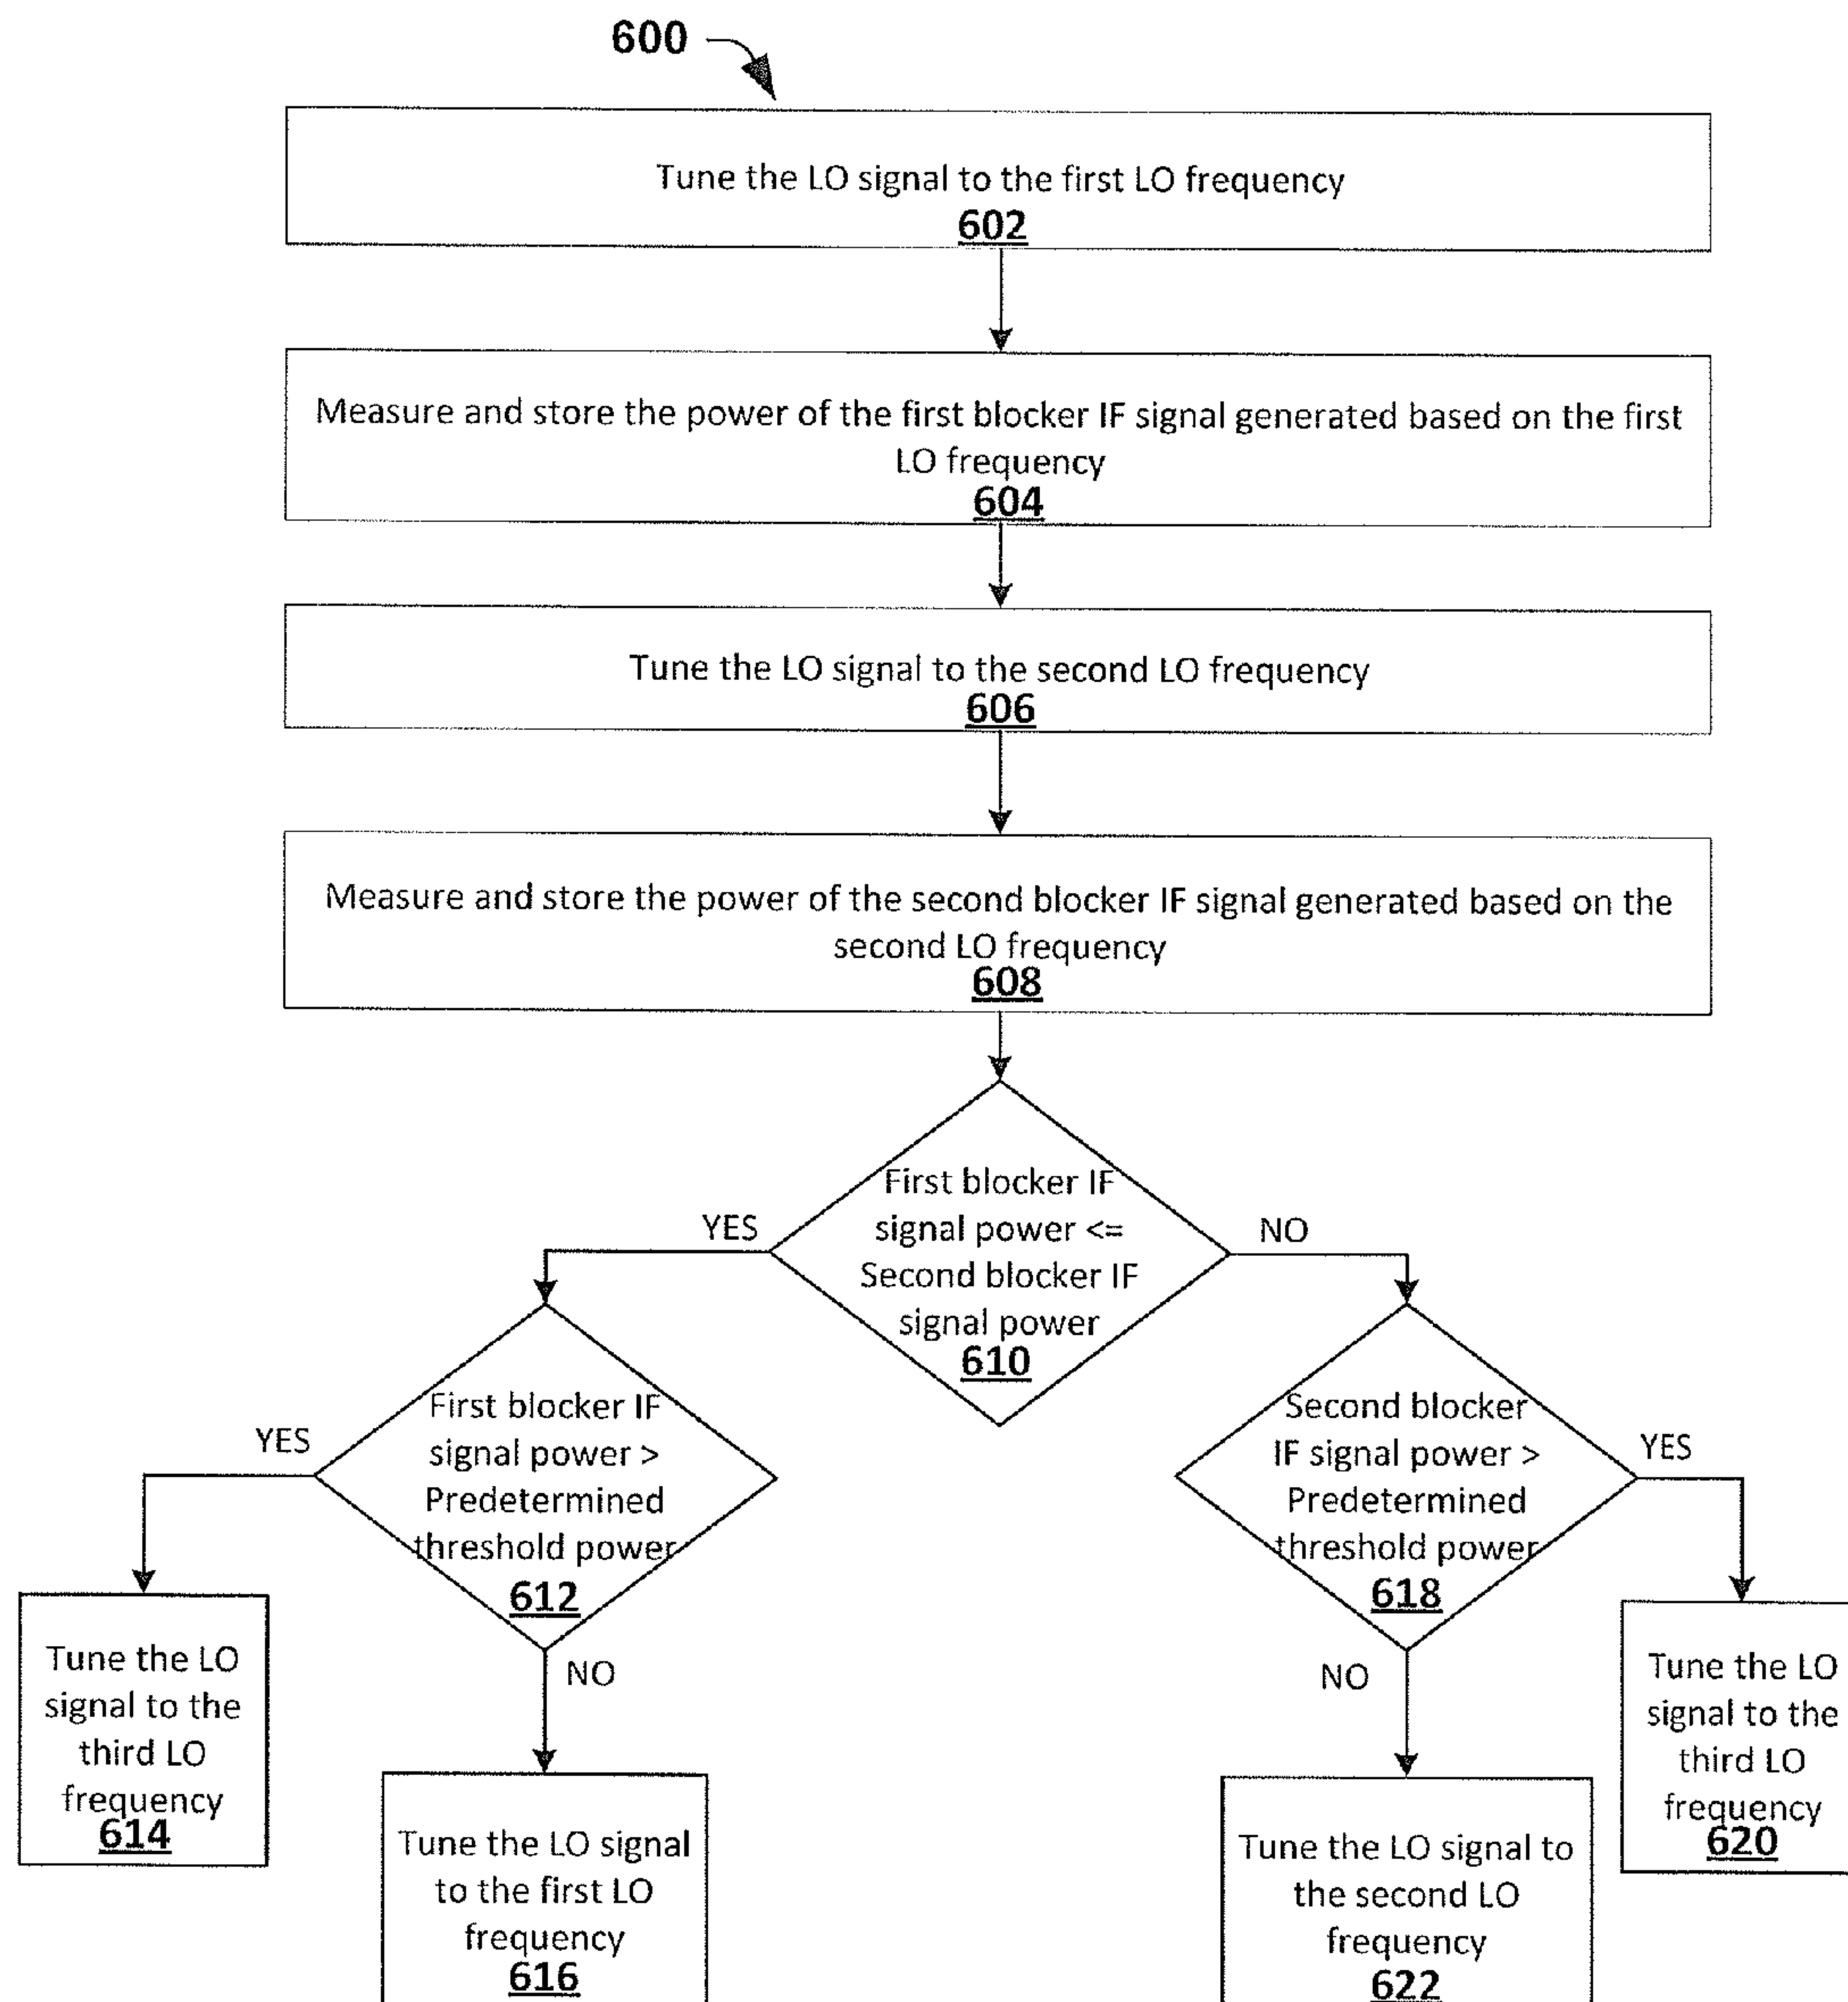 600
Tune the LO signal to the first LO frequency
602
Measure and store the power of the first blocker IF signal generated based on the first
LO frequency
604
Tune the LO signal to the second LO frequency
606
Measure and store the power of the second blocker IF signal generated based on the
second LO frequency
608
First blocker IF
signal power <=
Second blocker IF
signal power
610
YES
NO
First blocker IF
signal power >
Predetermined
threshold power
612
YES
NO
Second blocker
IF signal power >
Predetermined
threshold power
618
YES
NO
Tune the LO
signal to the
third LO
frequency
614
Tune the LO signal
to the first LO
frequency
616
Tune the LO signal to
the second LO
frequency
622
Tune the LO
signal to the
third LO
frequency
620